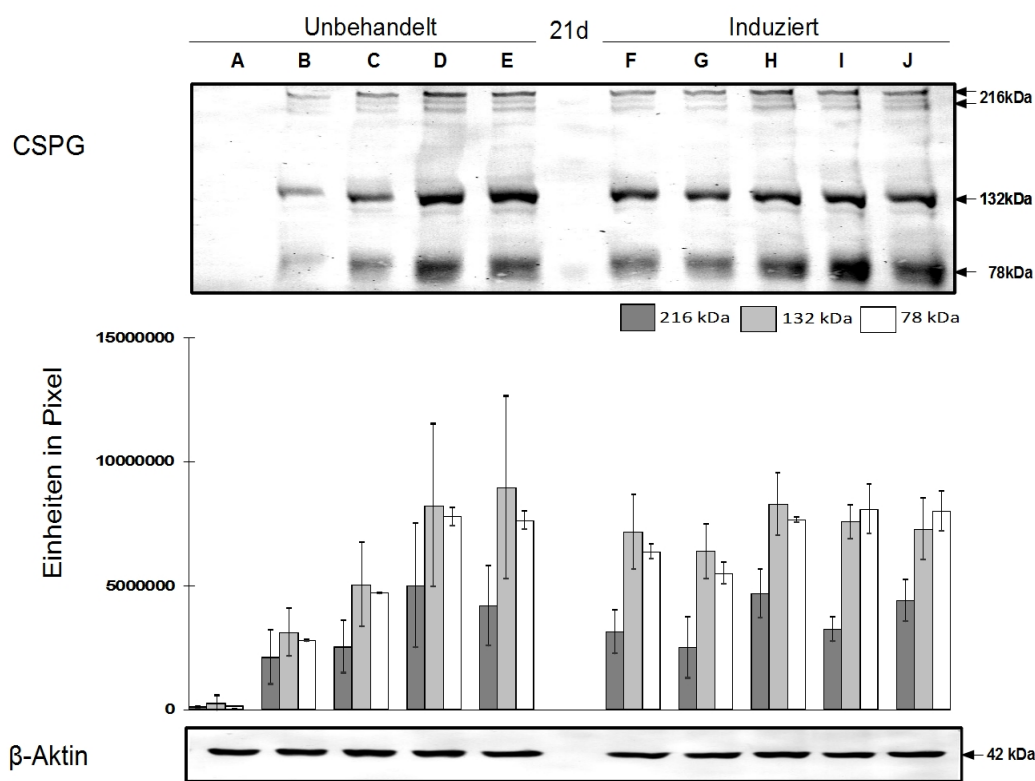 Unbehandelt 21d Induziert
A B C D E F G H I J
CSPG
216kDa
132kDa
78kDa
216 kDa 132 kDa 78 kDa
15000000
10000000
5000000
0
Einheiten in Pixel
β-Aktin
42 kDa